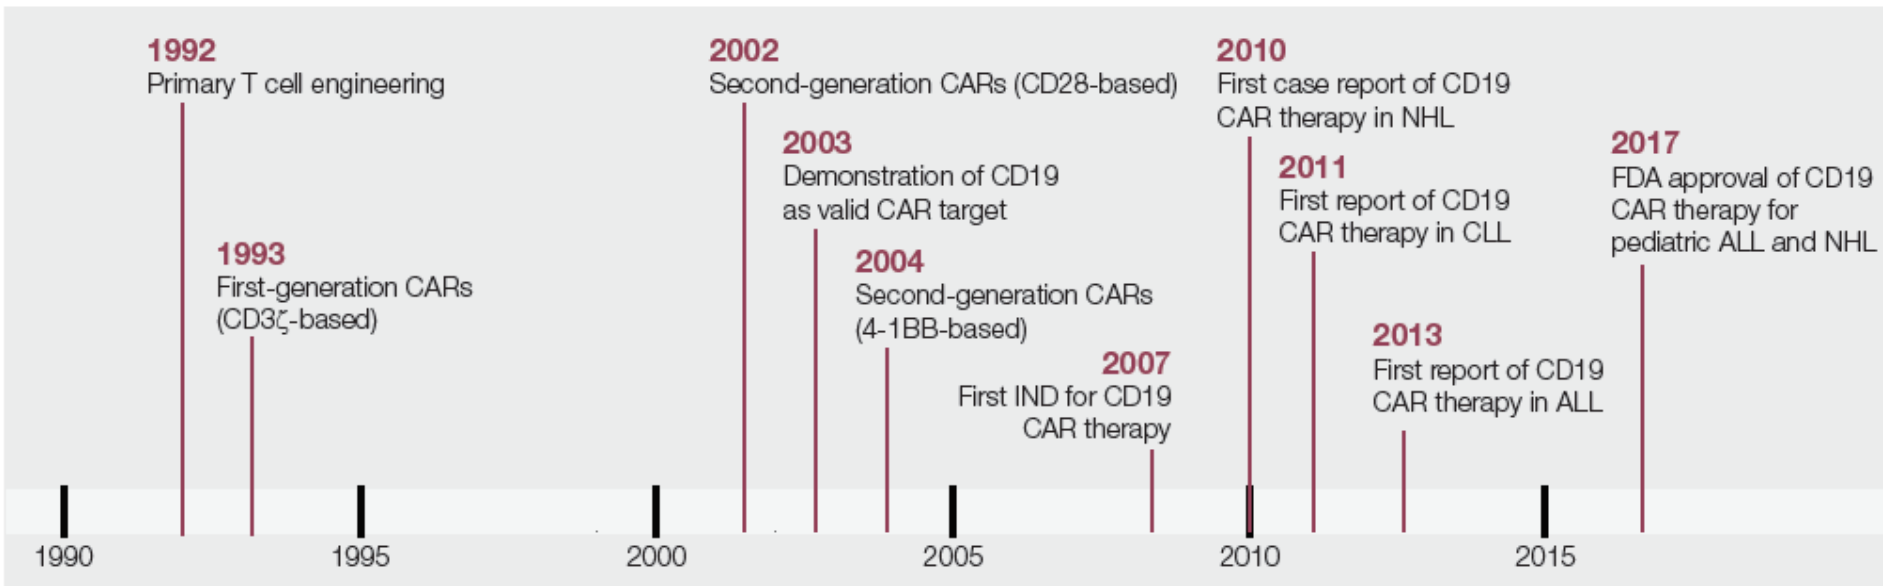 1992
Primary T cell engineering
1993
First-generation CARs
(CD3ζ-based)
2002
Second-generation CARs (CD28-based)
2003
Demonstration of CD19
as valid CAR target
2004
Second-generation CARs
(4-1BB-based)
2007
First IND for CD19
CAR therapy
2010
First case report of CD19
CAR therapy in NHL
2011
First report of CD19
CAR therapy in CLL
2013
First report of CD19
CAR therapy in ALL
2017
FDA approval of CD19
CAR therapy for
pediatric ALL and NHL
1990
1995
2000
2005
2010
2015